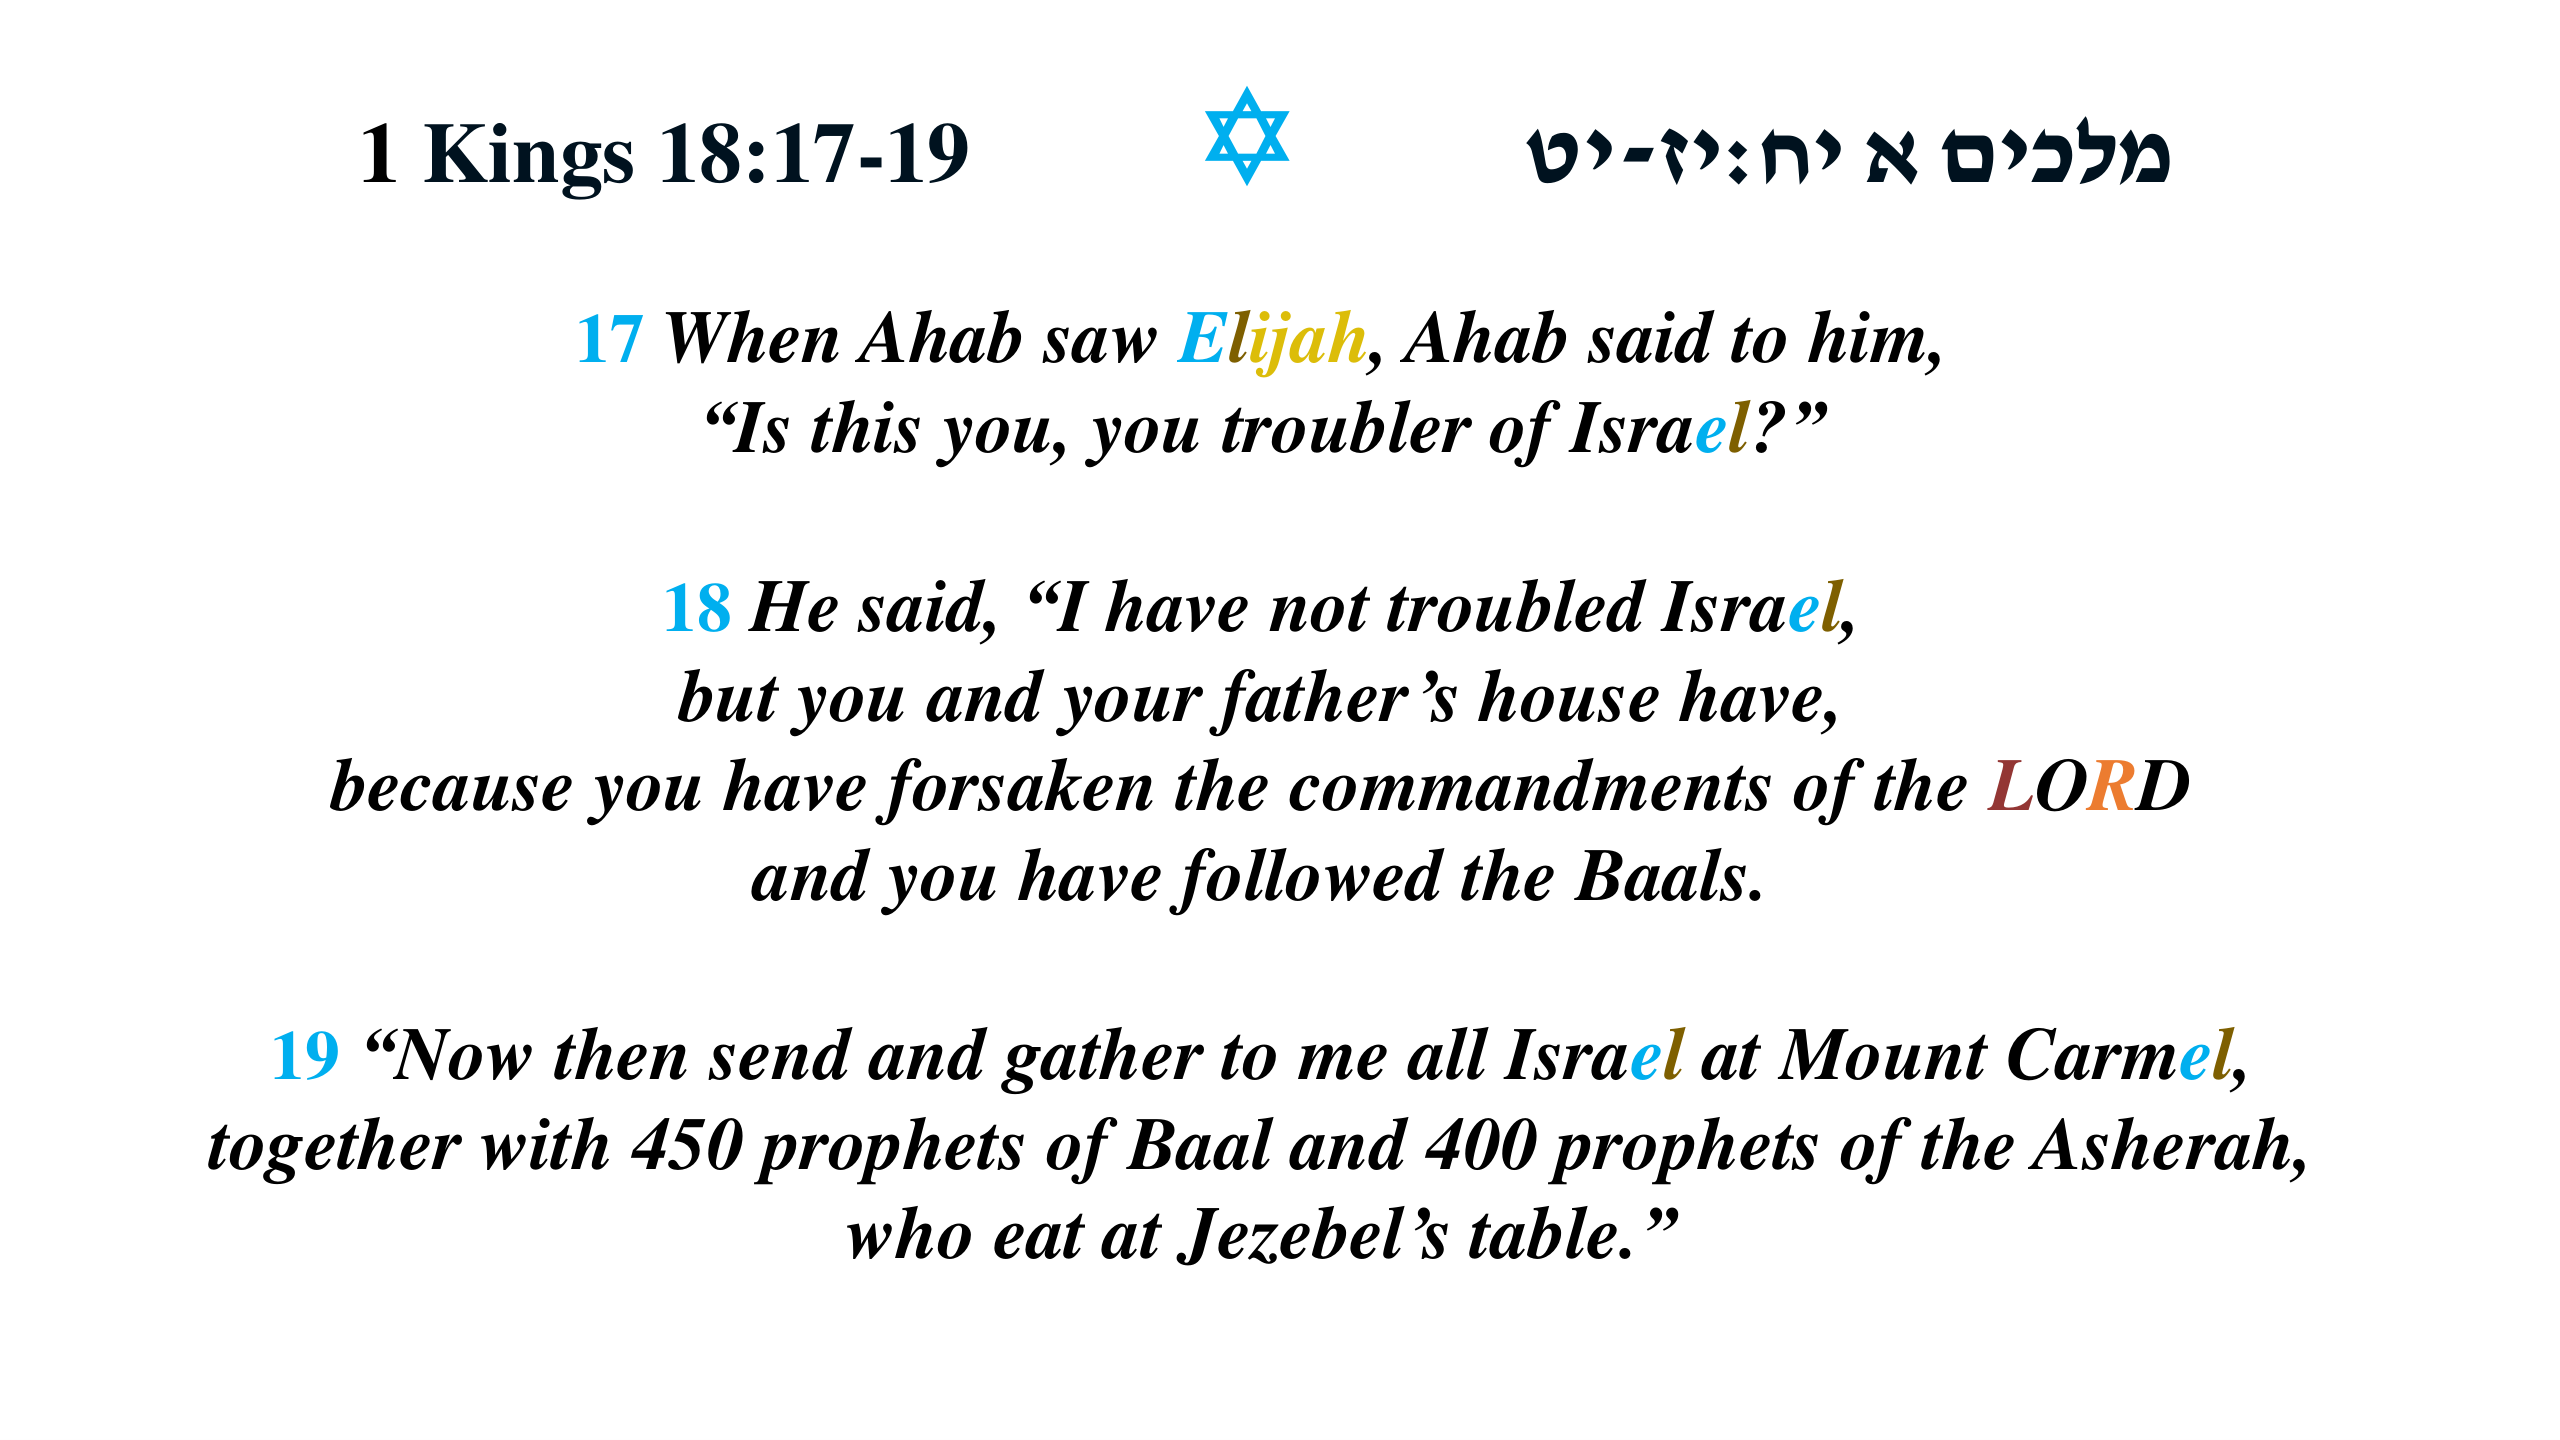 1 Kings 18:17-19 ✡ מלכים א יח:יז-יט
17 When Ahab saw Elijah, Ahab said to him,
“Is this you, you troubler of Israel?”
18 He said, “I have not troubled Israel,
but you and your father’s house have,
because you have forsaken the commandments of the LORD
and you have followed the Baals.
19 “Now then send and gather to me all Israel at Mount Carmel,
together with 450 prophets of Baal and 400 prophets of the Asherah,
who eat at Jezebel’s table.”